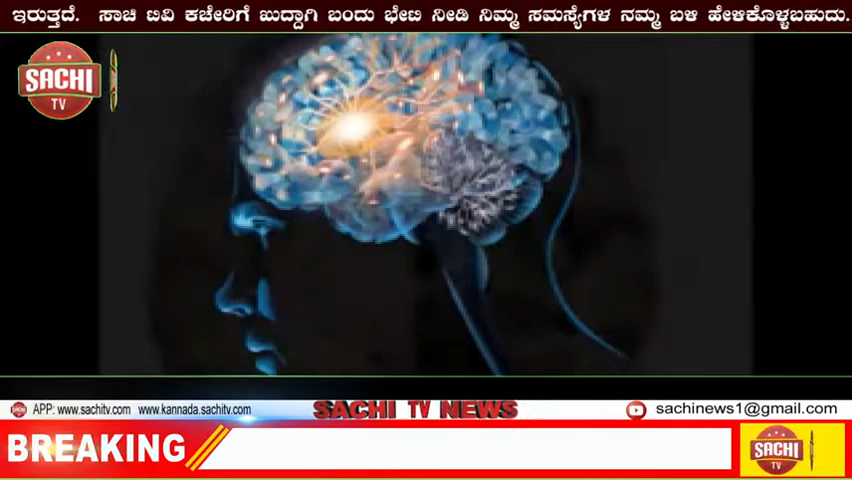 ಇರುತ್ತದೆ. ಸಾಚಿ ಟಿವಿ ಕಚೇರಿಗೆ ಖುದ್ದಾಗಿ ಬಂದು ಭೇಟಿ ನೀಡಿ ನಿಮ್ಮ ಸಮಸ್ಯೆಗಳ ನಮ್ಮ ಬಳಿ ಹೇಳಿಕೊಳ್ಳಬಹುದು.
SACHI
TV
APP: www.sachitv.com www.kannada.sachitv.com SACHI TV NEWS sachinews1@gmail.com
BREAKING
SACHI
TV